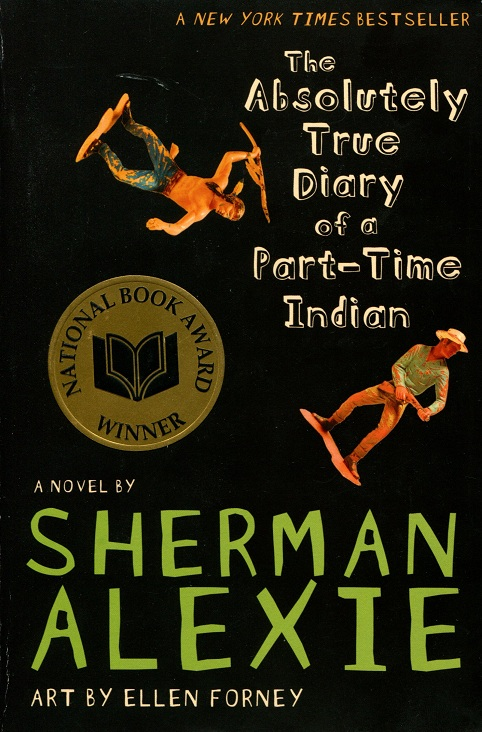 A NEW YORK TIMES BESTSELLER
The
Absolutely
True
Diary
of a
Part-Time
Indian
NATIONAL BOOK AWARD
WINNER
A NOVEL BY
SHERMAN
ALEXIE
ART BY ELLEN FORNEY